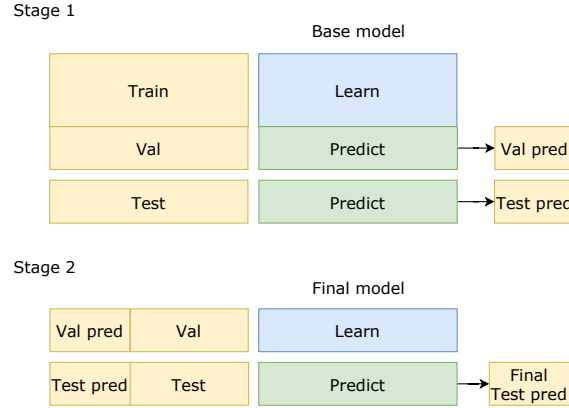 Stage 1
Base model
Train
Learn
Val
Predict
Val pred
Test
Predict
Test pred
Stage 2
Final model
Val pred
Val
Learn
Test pred
Test
Predict
Final
Test pred